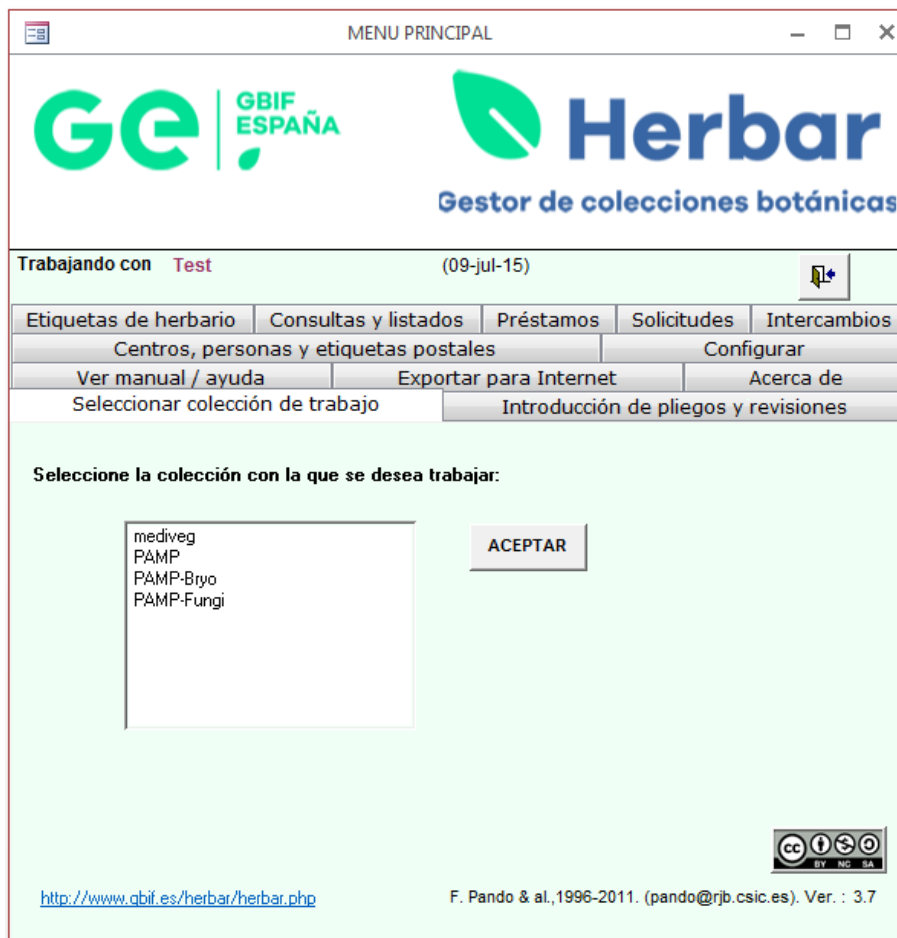 MENU PRINCIPAL
Ge GBIF
ESPAÑA
Herbar
Gestor de colecciones botánicas
Trabajando con Test (09-jul-15)
Etiquetas de herbario Consultas y listados Préstamos Solicitudes Intercambios
Centros, personas y etiquetas postales Configurar
Ver manual / ayuda Exportar para Internet Acerca de
Seleccionar colección de trabajo Introducción de pliegos y revisiones
Seleccione la colección con la que se desea trabajar:
mediveg
PAMP
PAMP-Bryo
PAMP-Fungi
ACEPTAR
cc
BY NC SA
http://www.gbif.es/herbar/herbar.php F. Pando & al.,1996-2011. (pando@rjb.csic.es). Ver. : 3.7